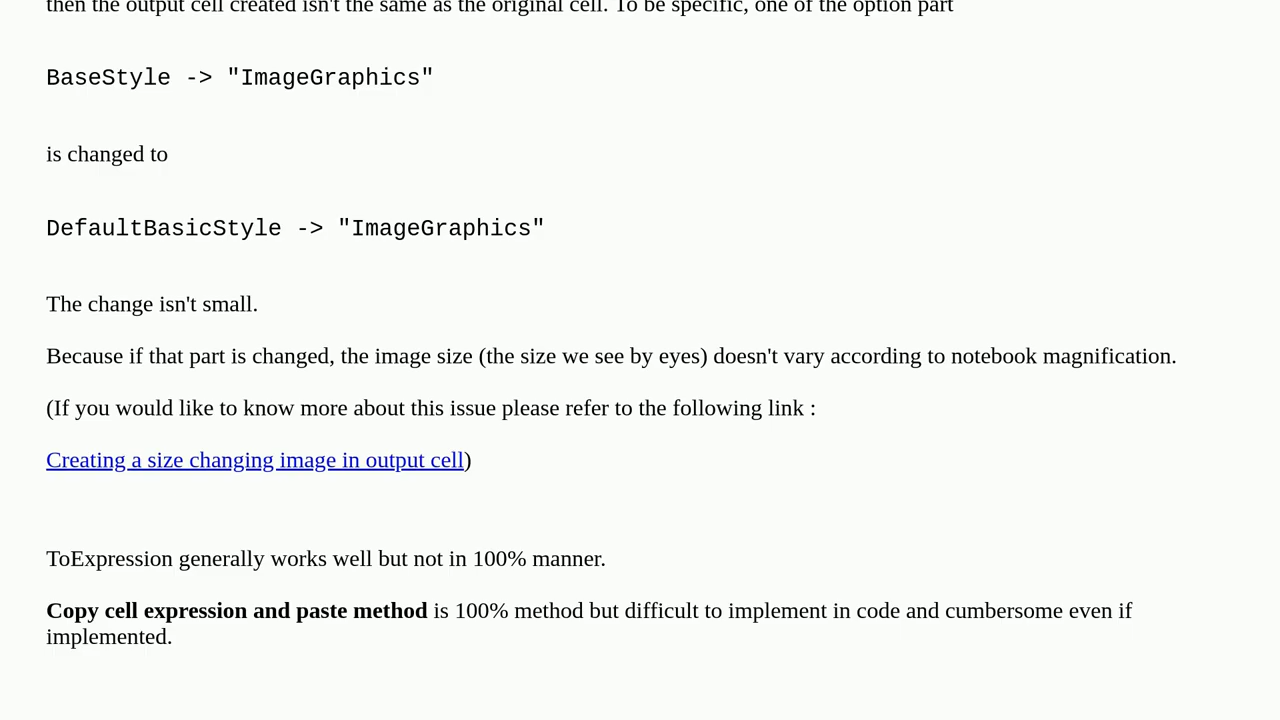 then the output cell created isn't the same as the original cell. To be specific, one of the option part
BaseStyle -> "ImageGraphics"
is changed to
DefaultBasicStyle -> "ImageGraphics"
The change isn't small.
Because if that part is changed, the image size (the size we see by eyes) doesn't vary according to notebook magnification.
(If you would like to know more about this issue please refer to the following link :
Creating a size changing image in output cell)
ToExpression generally works well but not in 100% manner.
Copy cell expression and paste method is 100% method but difficult to implement in code and cumbersome even if
implemented.